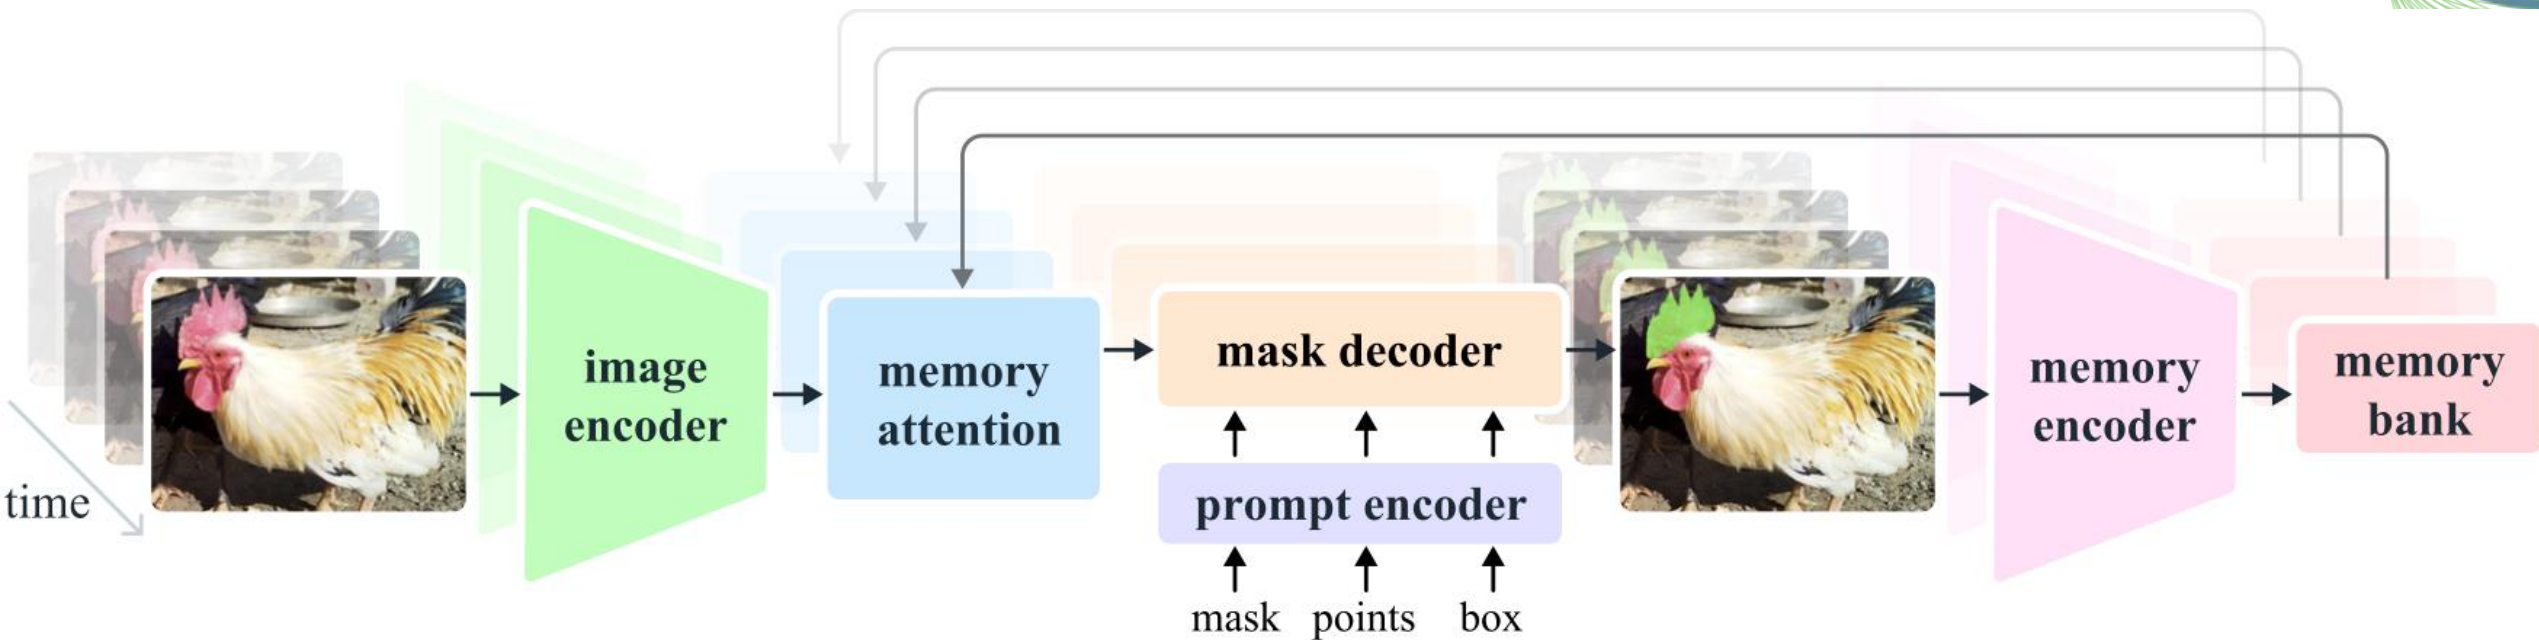 time
image
encoder
memory
attention
mask decoder
prompt encoder
mask points box
memory
encoder
memory
bank